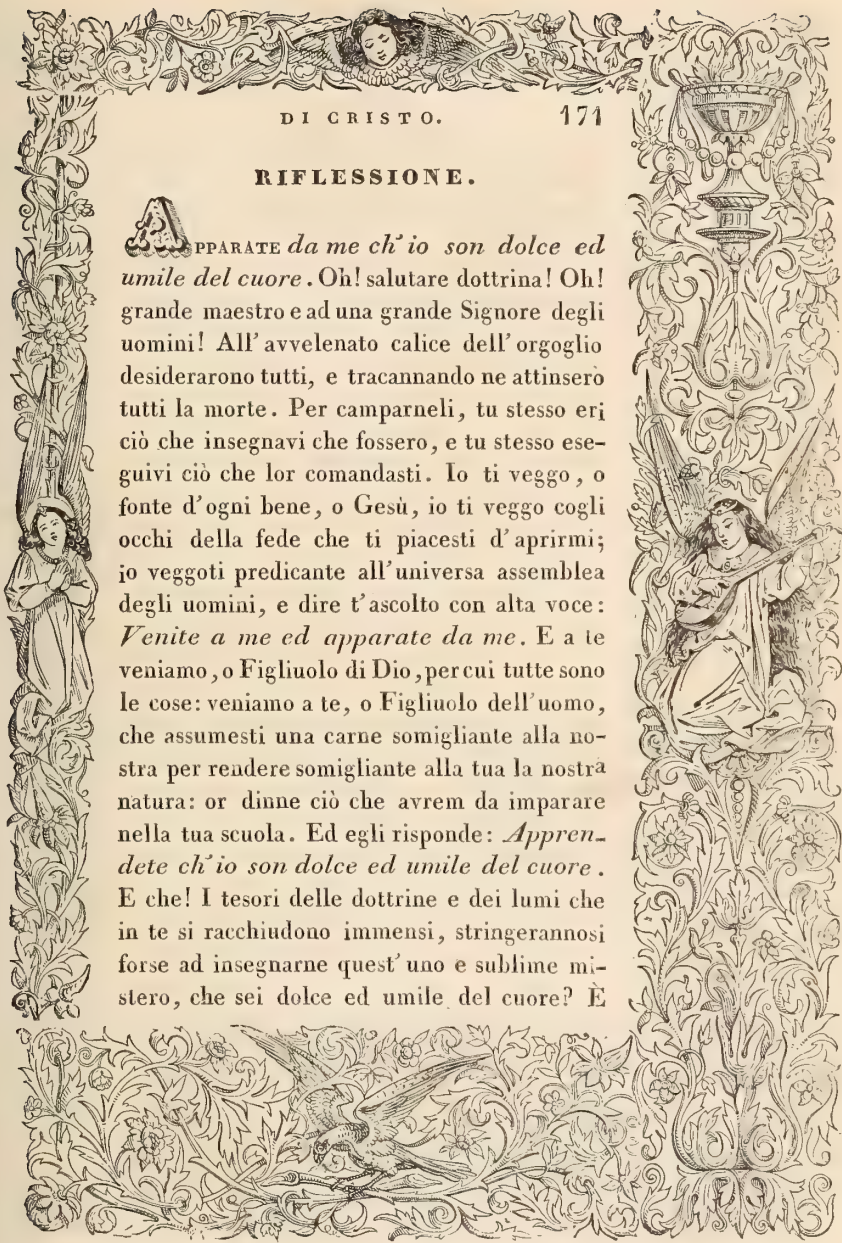 DI CRISTO. 171
RIFLESSIONE.
APPARATE da me ch' io son dolce ed
umile del cuore. Oh! salutare dottrina! Oh!
grande maestro e ad una grande Signore degli
uomini! All' avvelenato calice dell' orgoglio
desiderarono tutti, e tracannando ne attinsero
tutti la morte. Per camparneli, tu stesso eri
ciò che insegnavi che fossero, e tu stesso ese-
guivi ciò che lor comandasti. Io ti veggo, o
fonte d'ogni bene, o Gesù, io ti veggo cogli
occhi della fede che ti piacesti d'aprirmi;
io veggoti predicante all'universa assemblea
degli uomini, e dire t'ascolto con alta voce:
Venite a me ed apparate da me. E a te
veniamo, o Figliuolo di Dio, per cui tutte sono
le cose: veniamo a te, o Figliuolo dell'uomo,
che assumesti una carne somigliante alla no-
stra per rendere somigliante alla tua la nostra
natura: or dinne ciò che avrem da imparare
nella tua scuola. Ed egli risponde: Appren-
dete ch' io son dolce ed umile del cuore.
E che! I tesori delle dottrine e dei lumi che
in te si racchiudono immensi, stringerannosi
forse ad insegnarne quest' uno e sublime mi-
stero, che sei dolce ed umile del cuore? È